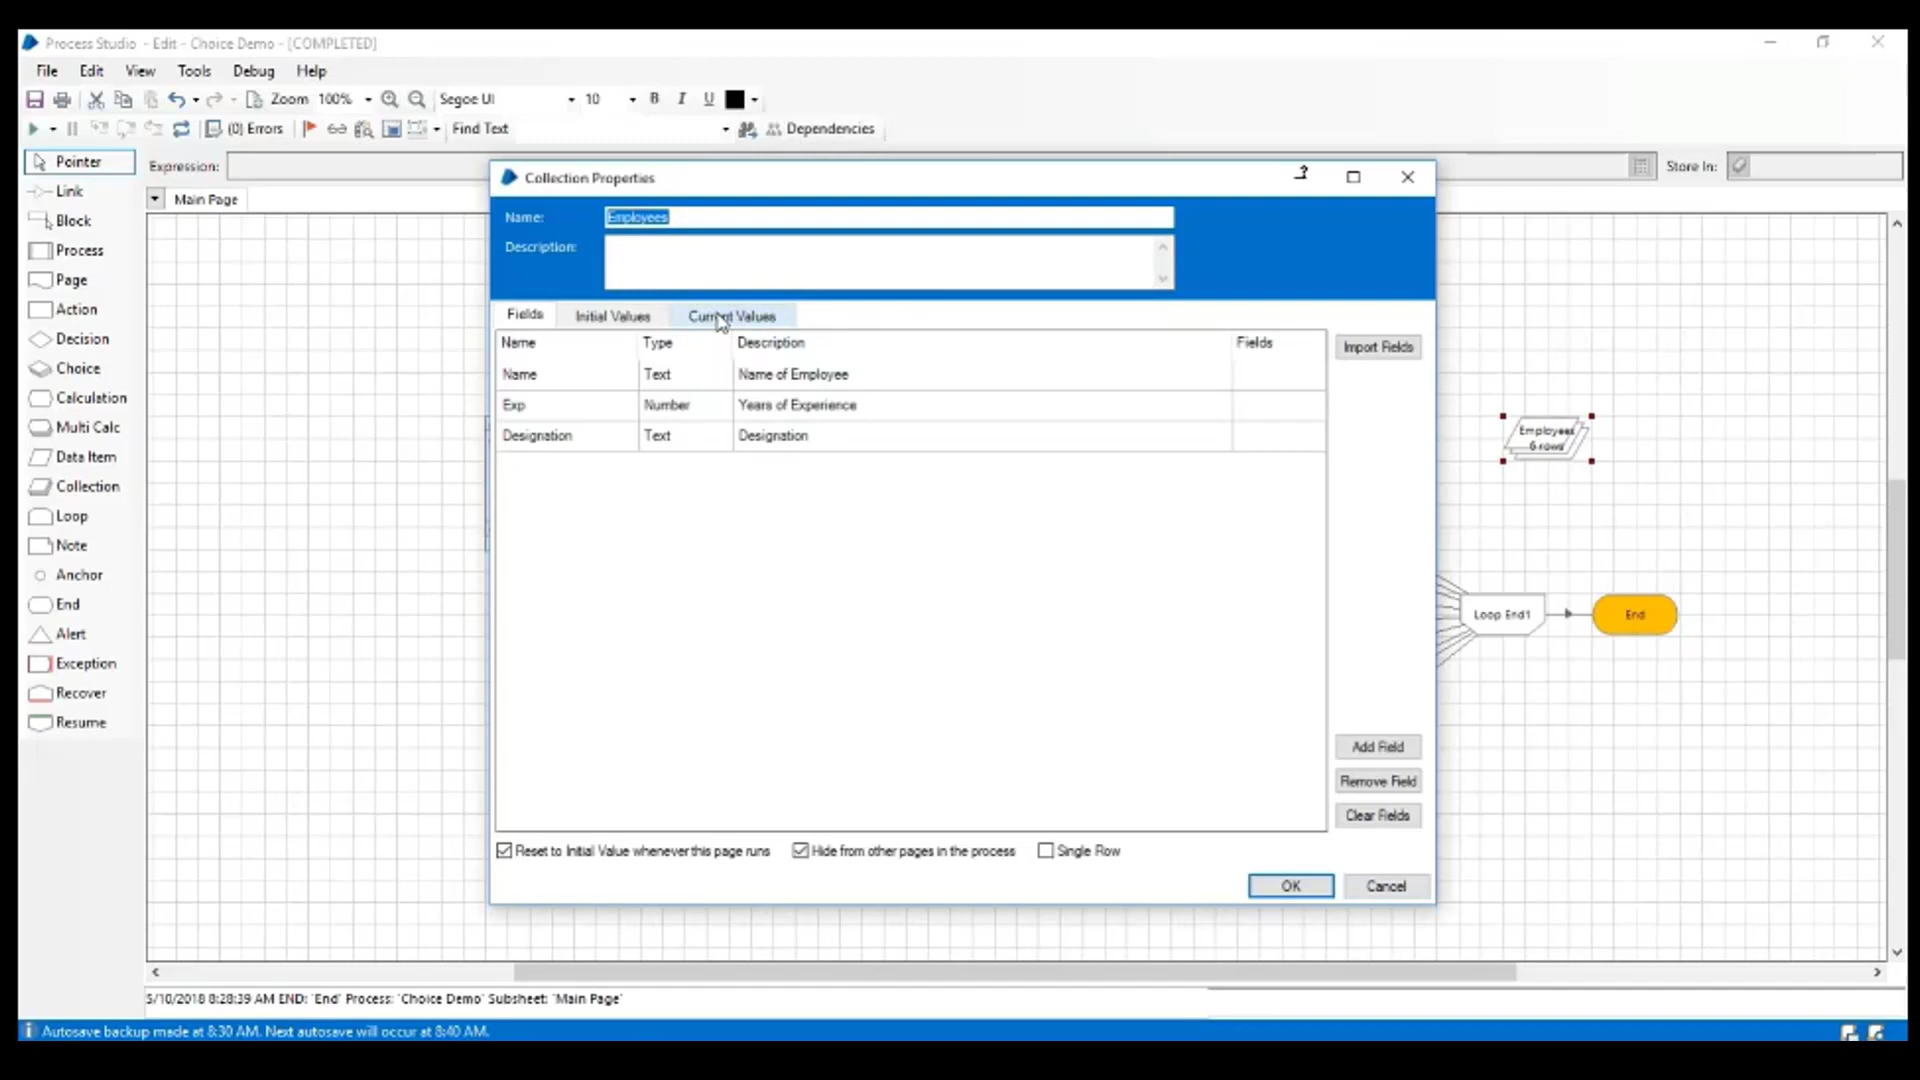 Process Studio - Edit - Choice Demo - [COMPLETED]
File Edit View Tools Debug Help
Zoom 100% Segoe UI 10 B I U
(0) Errors Find Text Dependencies
Pointer
Link
Block
Process
Page
Action
Decision
Choice
Calculation
Multi Calc
Data Item
Collection
Loop
Note
Anchor
End
Alert
Exception
Recover
Resume
Expression:
Store In:
Main Page
Collection Properties ?
Name: Employees
Description:
Fields Initial Values Current Values
Name Type Description Fields
Name Text Name of Employee
Exp Number Years of Experience
Designation Text Designation
Import Fields
Add Field
Remove Field
Clear Fields
Reset to Initial Value whenever this page runs Hide from other pages in the process Single Row
OK Cancel
Employees
6 rows
Loop End1
End
5/10/2018 8:28:39 AM END: 'End' Process: 'Choice Demo' Subsheet: 'Main Page'
Autosave backup made at 8:30 AM. Next autosave will occur at 8:40 AM.